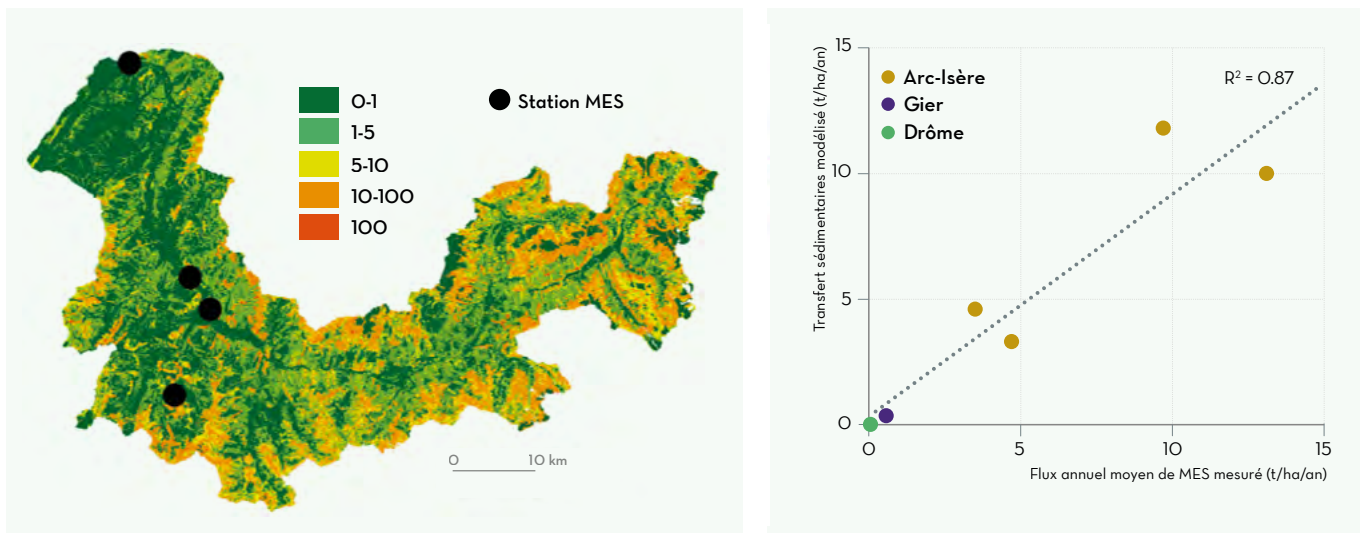 0-1
1-5
5-10
10-100
100
Station MES
0 10 km
15
10
5
0
Transfert sédimentaires modélisé (t/ha/an)
Arc-Isère
Gier
Drôme
R² = 0.87
0 5 10 15
Flux annuel moyen de MES mesuré (t/ha/an)